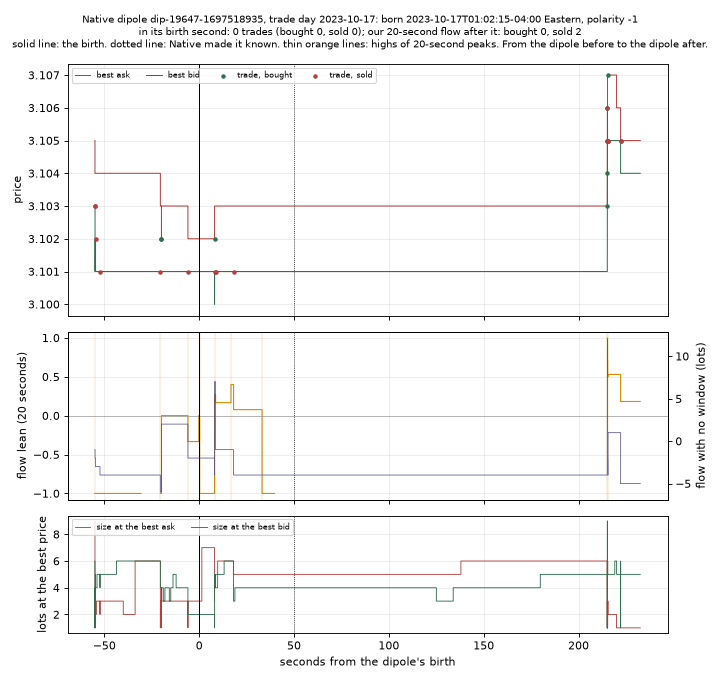 Native dipole dip-19647-1697518935, trade day 2023-10-17: born 2023-10-17T01:02:15-04:00 Eastern, polarity -1
in its birth second: 0 trades (bought 0, sold 0); our 20-second flow after it: bought 0, sold 2
solid line: the birth. dotted line: Native made it known. thin orange lines: highs of 20-second peaks. From the dipole before to the dipole after.
best ask best bid trade, bought trade, sold
3.107
3.106
3.105
3.104
3.103
3.102
3.101
3.100
price
1.0
0.5
0.0
−0.5
−1.0
flow lean (20 seconds)
10
5
0
−5
flow with no window (lots)
size at the best ask size at the best bid
8
6
4
2
lots at the best price
−50 0 50 100 150 200
seconds from the dipole's birth